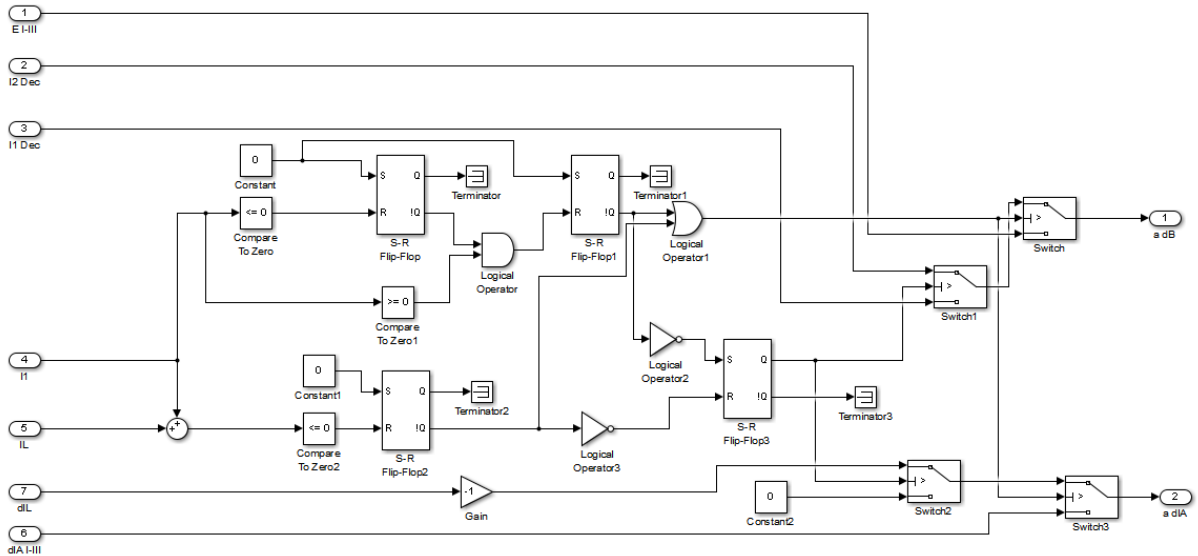 1
E I-III
2
I2 Dec
3
I1 Dec
0
Constant
<= 0
Compare
To Zero
S
Q
R
!Q
S-R
Flip-Flop
Terminator
Logical
Operator
>= 0
Compare
To Zero1
S
Q
R
!Q
S-R
Flip-Flop1
Terminator1
Logical
Operator1
>
Switch
1
a dB
>
Switch1
4
I1
5
IL
++
0
Constant1
<= 0
Compare
To Zero2
S
Q
R
!Q
S-R
Flip-Flop2
Terminator2
Logical
Operator2
Logical
Operator3
S
Q
R
!Q
S-R
Flip-Flop3
Terminator3
7
dIL
-1
Gain
0
Constant2
>
Switch2
>
Switch3
2
a dIA
6
dIA I-III